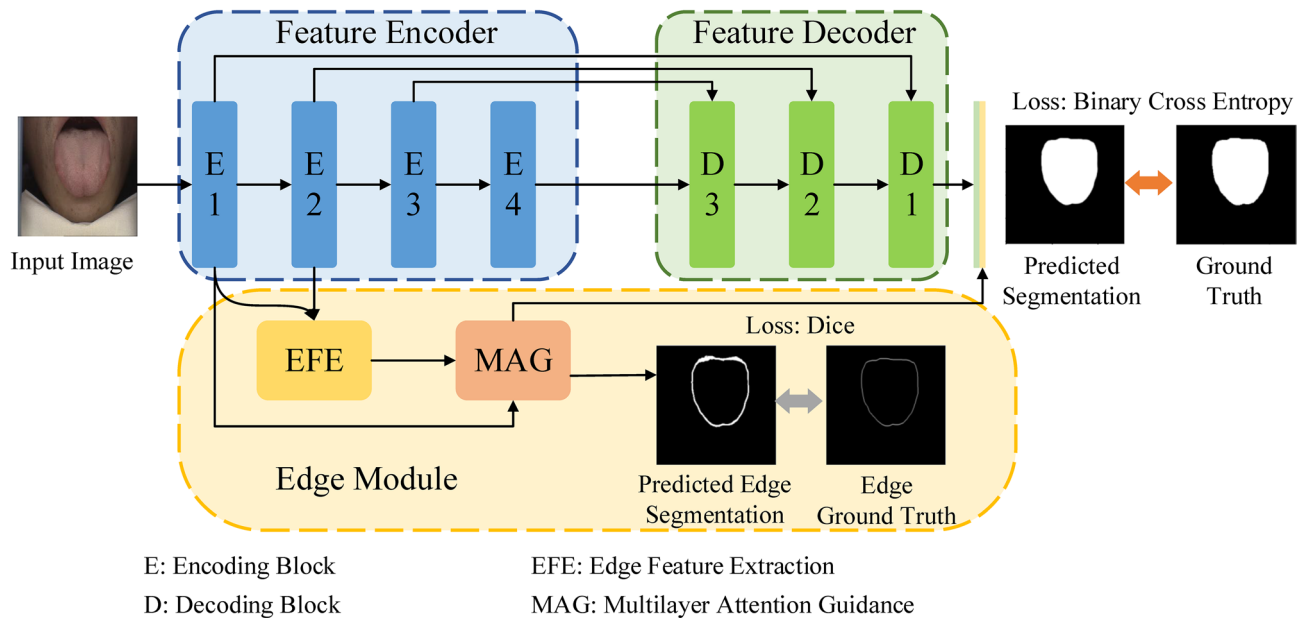 Feature Encoder
Feature Decoder
E
1
E
2
E
3
E
4
D
3
D
2
D
1
Input Image
Loss: Binary Cross Entropy
Predicted
Segmentation
Ground
Truth
EFE
MAG
Loss: Dice
Edge Module
Predicted Edge
Segmentation
Edge
Ground Truth
E: Encoding Block
EFE: Edge Feature Extraction
D: Decoding Block
MAG: Multilayer Attention Guidance